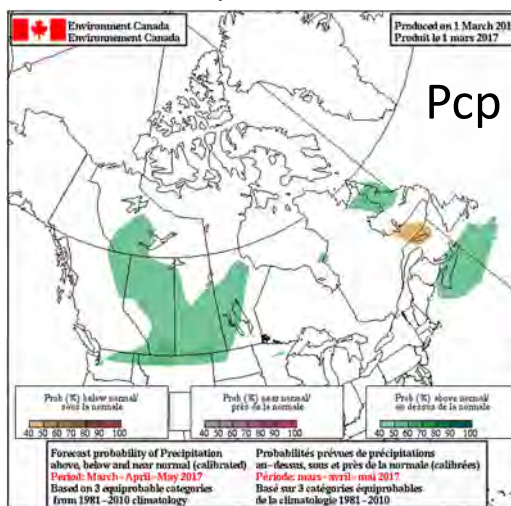 Environment Canada
Environnement Canada
Produced on 1 March 201
Produit le 1 mars 2017
Pcp
Prob (%) below normal/
sous la normale
40 50 60 70 80 90 100
Prob (%) near normal/
près de la normale
40 50 60 70 80 90 100
Prob (%) above normal/
au dessus de la normale
40 50 60 70 80 90 100
Forecast probability of Precipitation
above, below and near normal (calibrated)
Period: March-April-May 2017
Based on 3 equiprobable categories
from 1981-2010 climatology
Probabilités prévues de précipitations
au-dessus, sous et près de la normale (calibrées)
Période: mars-avril-mai 2017
Basé sur 3 catégories équiprobables
de la climatologie 1981-2010